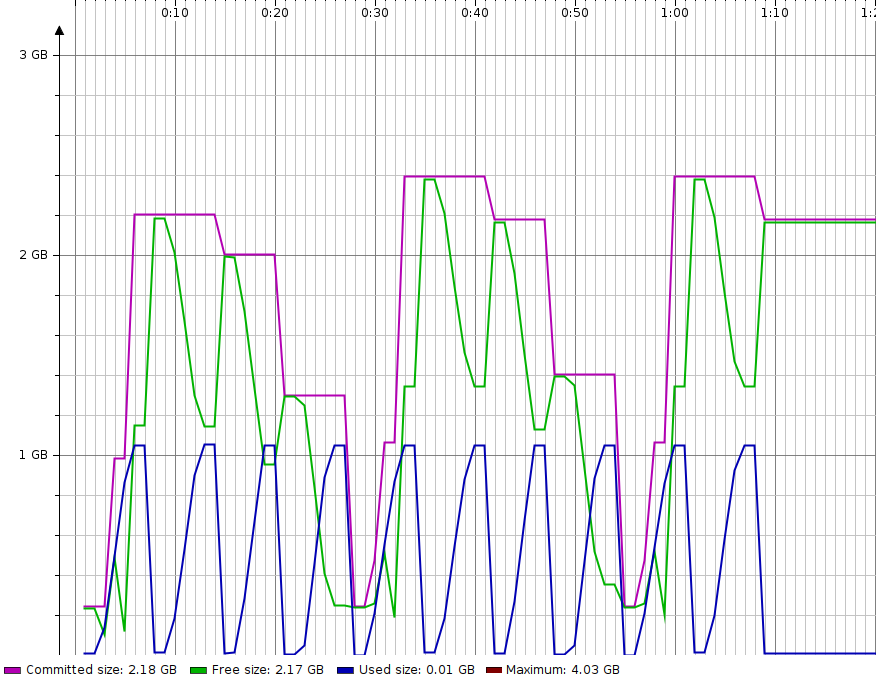 0:10 0:20 0:30 0:40 0:50 1:00 1:10
3 GB
2 GB
1 GB
Committed size: 2.18 GB Free size: 2.17 GB Used size: 0.01 GB Maximum: 4.03 GB